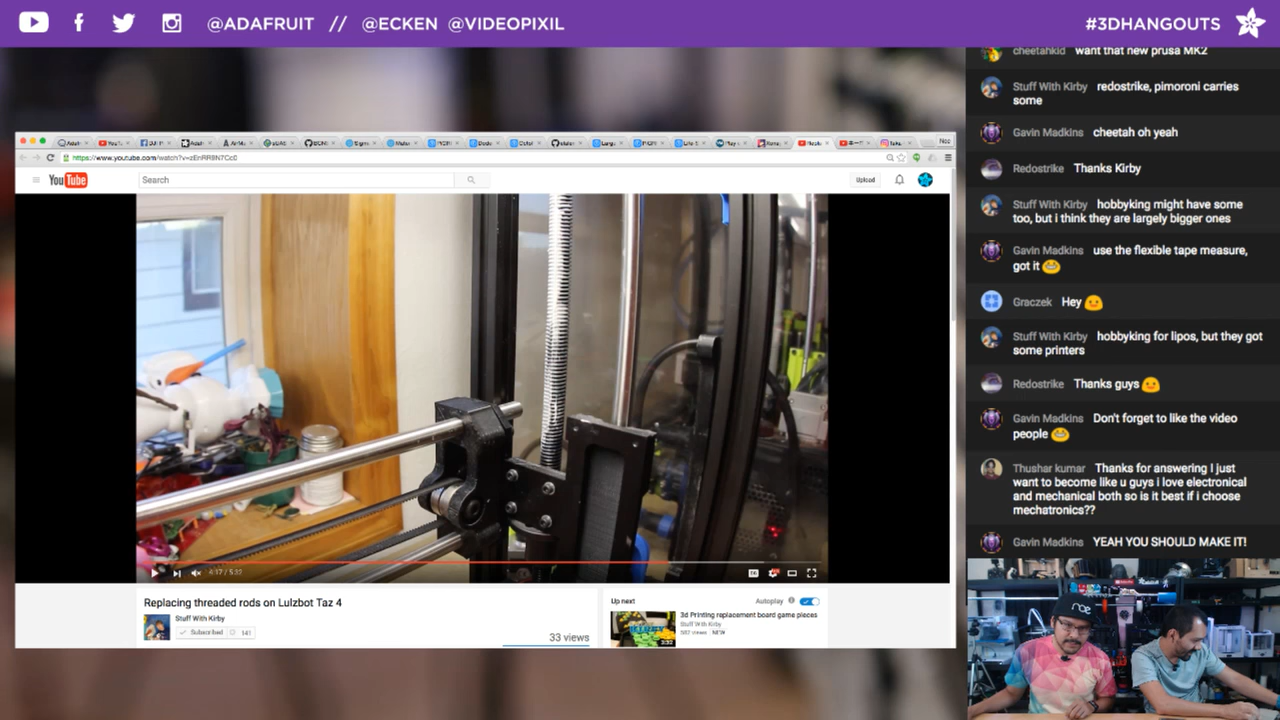 @ADAFRUIT // @ECKEN @VIDEOPIXIL
#3DHANGOUTS
cheetahkid want that new prusa MK2
Stuff With Kirby redostrike, pimoroni carries
some
Gavin Madkins cheetah oh yeah
Redostrike Thanks Kirby
Stuff With Kirby hobbyking might have some
too, but i think they are largely bigger ones
Gavin Madkins use the flexible tape measure,
got it
Graczek Hey
Stuff With Kirby hobbyking for lipos, but they got
some printers
Redostrike Thanks guys
Gavin Madkins Don't forget to like the video
people
Thushar kumar Thanks for answering I just
want to become like u guys i love electronical
and mechanical both so is it best if i choose
mechatronics??
Gavin Madkins YEAH YOU SHOULD MAKE IT!
YouTube
Search
Upload
4:17 / 5:32
Replacing threaded rods on Lulzbot Taz 4
Stuff With Kirby
Subscribed 141
33 views
Up next
Autoplay
3d Printing replacement board game pieces
Stuff With Kirby
NEW